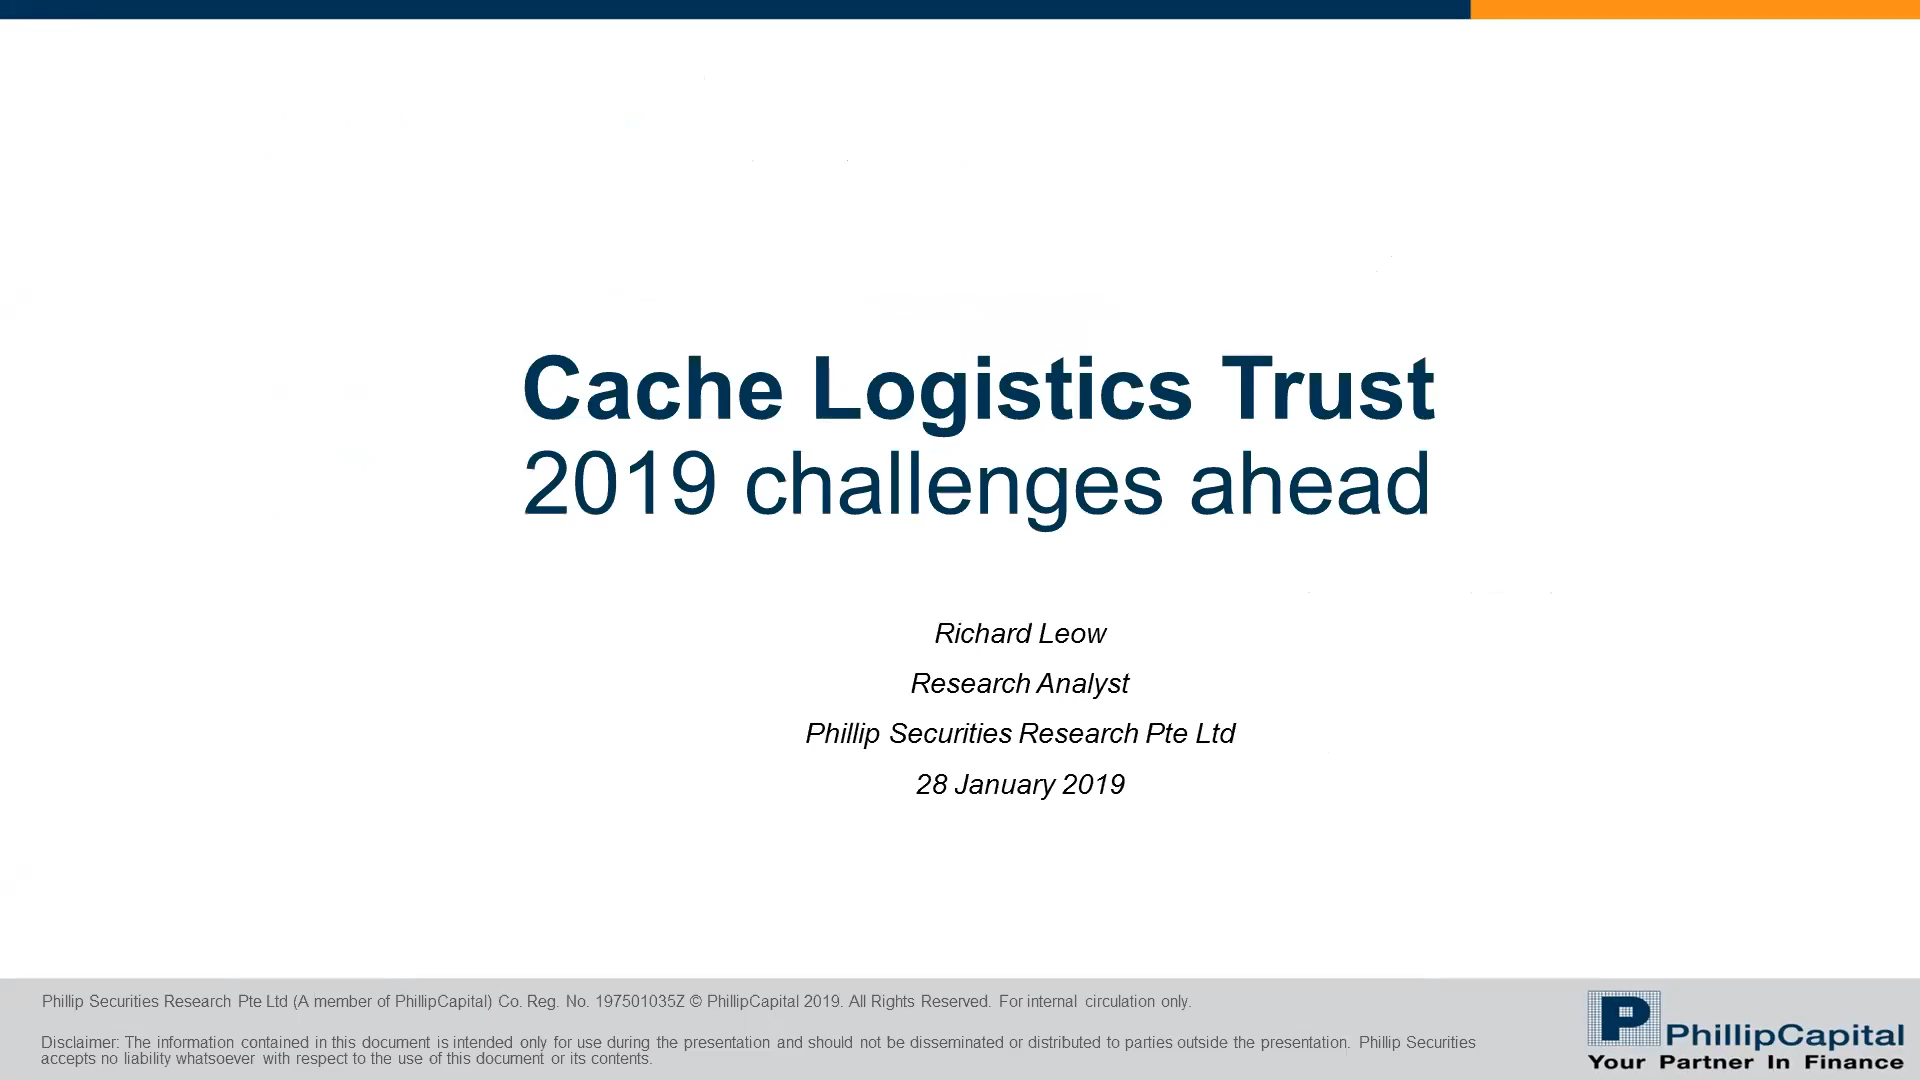 Cache Logistics Trust
2019 challenges ahead
Richard Leow
Research Analyst
Phillip Securities Research Pte Ltd
28 January 2019
Phillip Securities Research Pte Ltd (A member of PhillipCapital) Co. Reg. No. 197501035Z © PhillipCapital 2019. All Rights Reserved. For internal circulation only.
Disclaimer: The information contained in this document is intended only for use during the presentation and should not be disseminated or distributed to parties outside the presentation. Phillip Securities
accepts no liability whatsoever with respect to the use of this document or its contents.
P PhillipCapital
Your Partner In Finance